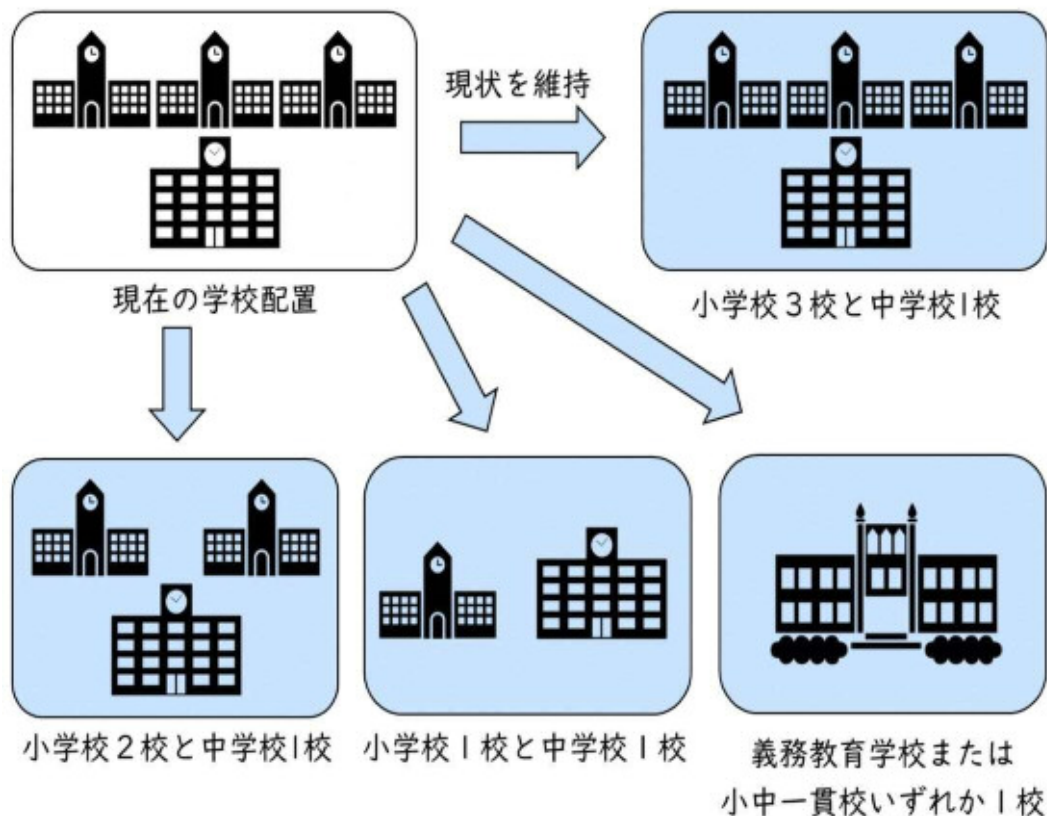 現状を維持
現在の学校配置
小学校3校と中学校1校
小学校2校と中学校1校
小学校1校と中学校1校
義務教育学校または
小中一貫校いずれか1校